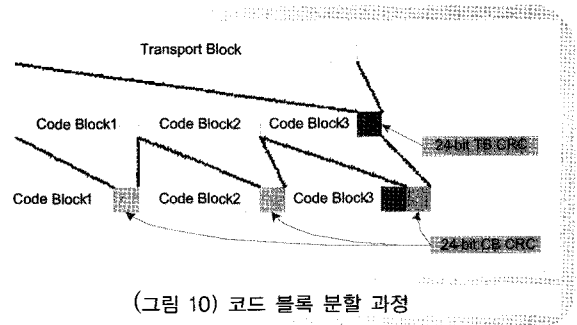 Transport Block
Code Block1 Code Block2 Code Block3
24-bit TB CRC
Code Block1 Code Block2 Code Block3
24-bit CB CRC
(그림 10) 코드 블록 분할 과정